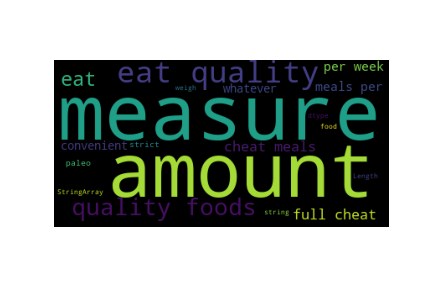 eat quality per week
eat weigh whatever meals per
measure
dtype
food
convenient strict cheat meals
paleo amount Length
StringArray
quality foods string full cheat